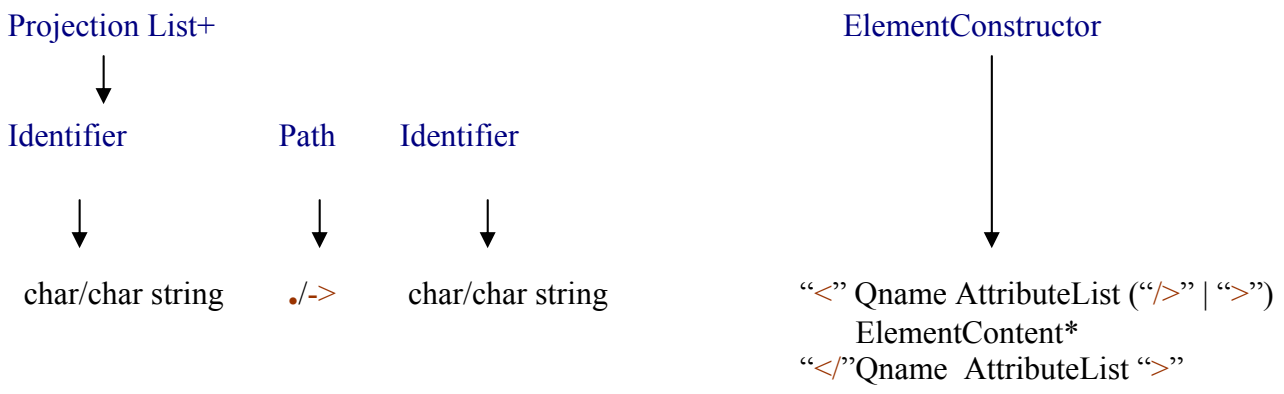 Projection List+ ElementConstructor
Identifier Path Identifier
char/char string ./-> char/char string “<” Qname AttributeList (“/>” | “>”)
ElementContent*
“</”Qname AttributeList “>”